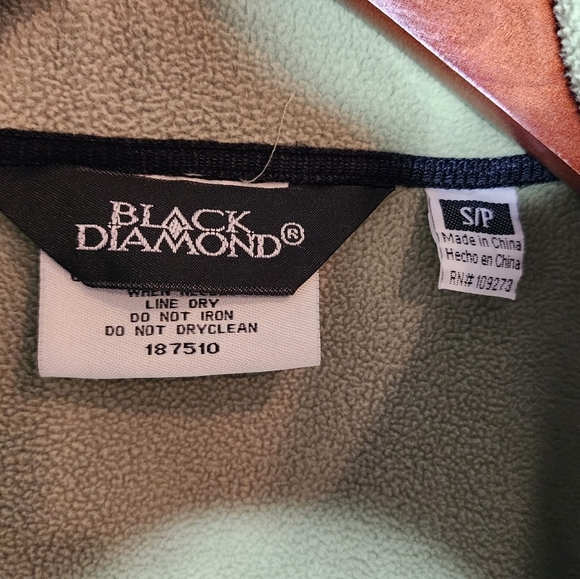 BLACK
DIAMOND®
LINE DRY
DO NOT IRON
DO NOT DRYCLEAN
187510
S/P
Made in China
Hecho en China
RN# 109273